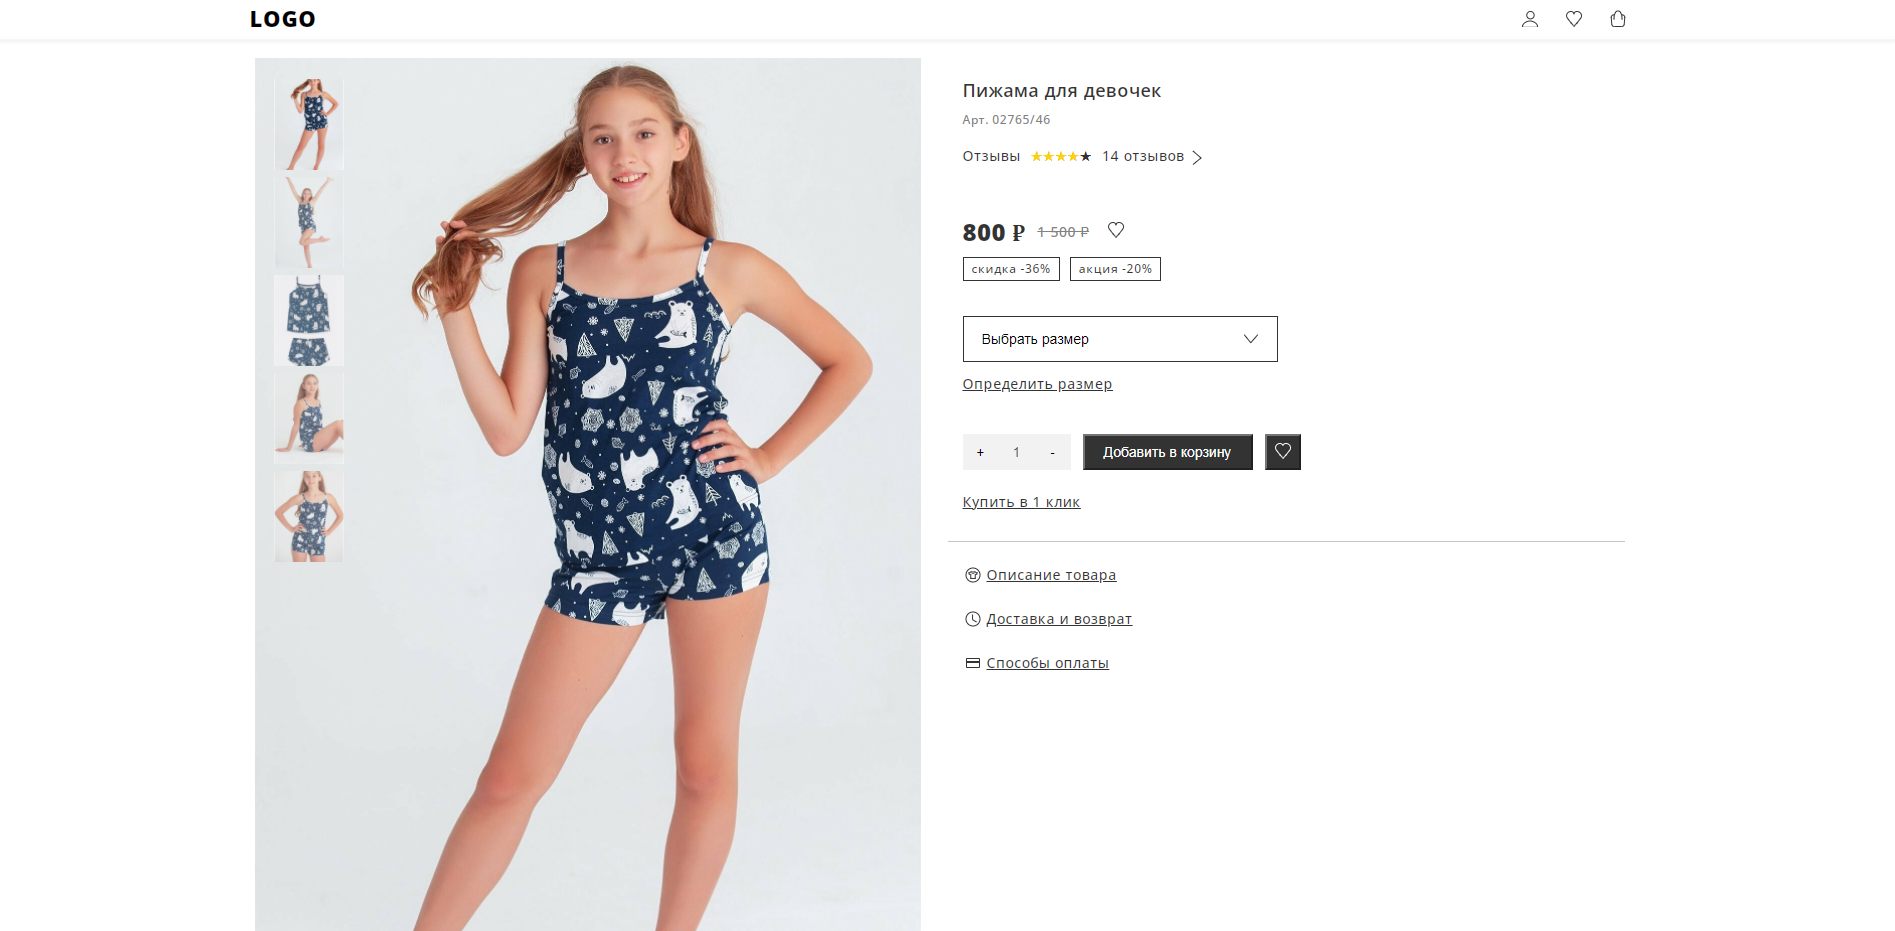 LOGO
Пижама для девочек
Арт. 02765/46
Отзывы ★★★★★ 14 отзывов
800 ₽ 1 500 ₽
скидка -36% акция -20%
Выбрать размер
Определить размер
+ 1 - Добавить в корзину
Купить в 1 клик
Описание товара
Доставка и возврат
Способы оплаты